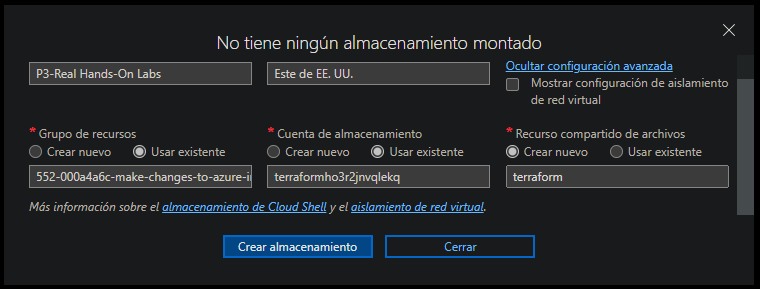 No tiene ningún almacenamiento montado
P3-Real Hands-On Labs
Este de EE. UU.
Ocultar configuración avanzada
Mostrar configuración de aislamiento
de red virtual
* Grupo de recursos
Crear nuevo
Usar existente
552-000a4a6c-make-changes-to-azure-i
* Cuenta de almacenamiento
Crear nuevo
Usar existente
terraformho3r2jnvqlekq
* Recurso compartido de archivos
Crear nuevo
Usar existente
terraform
Más información sobre el almacenamiento de Cloud Shell y el aislamiento de red virtual.
Crear almacenamiento
Cerrar